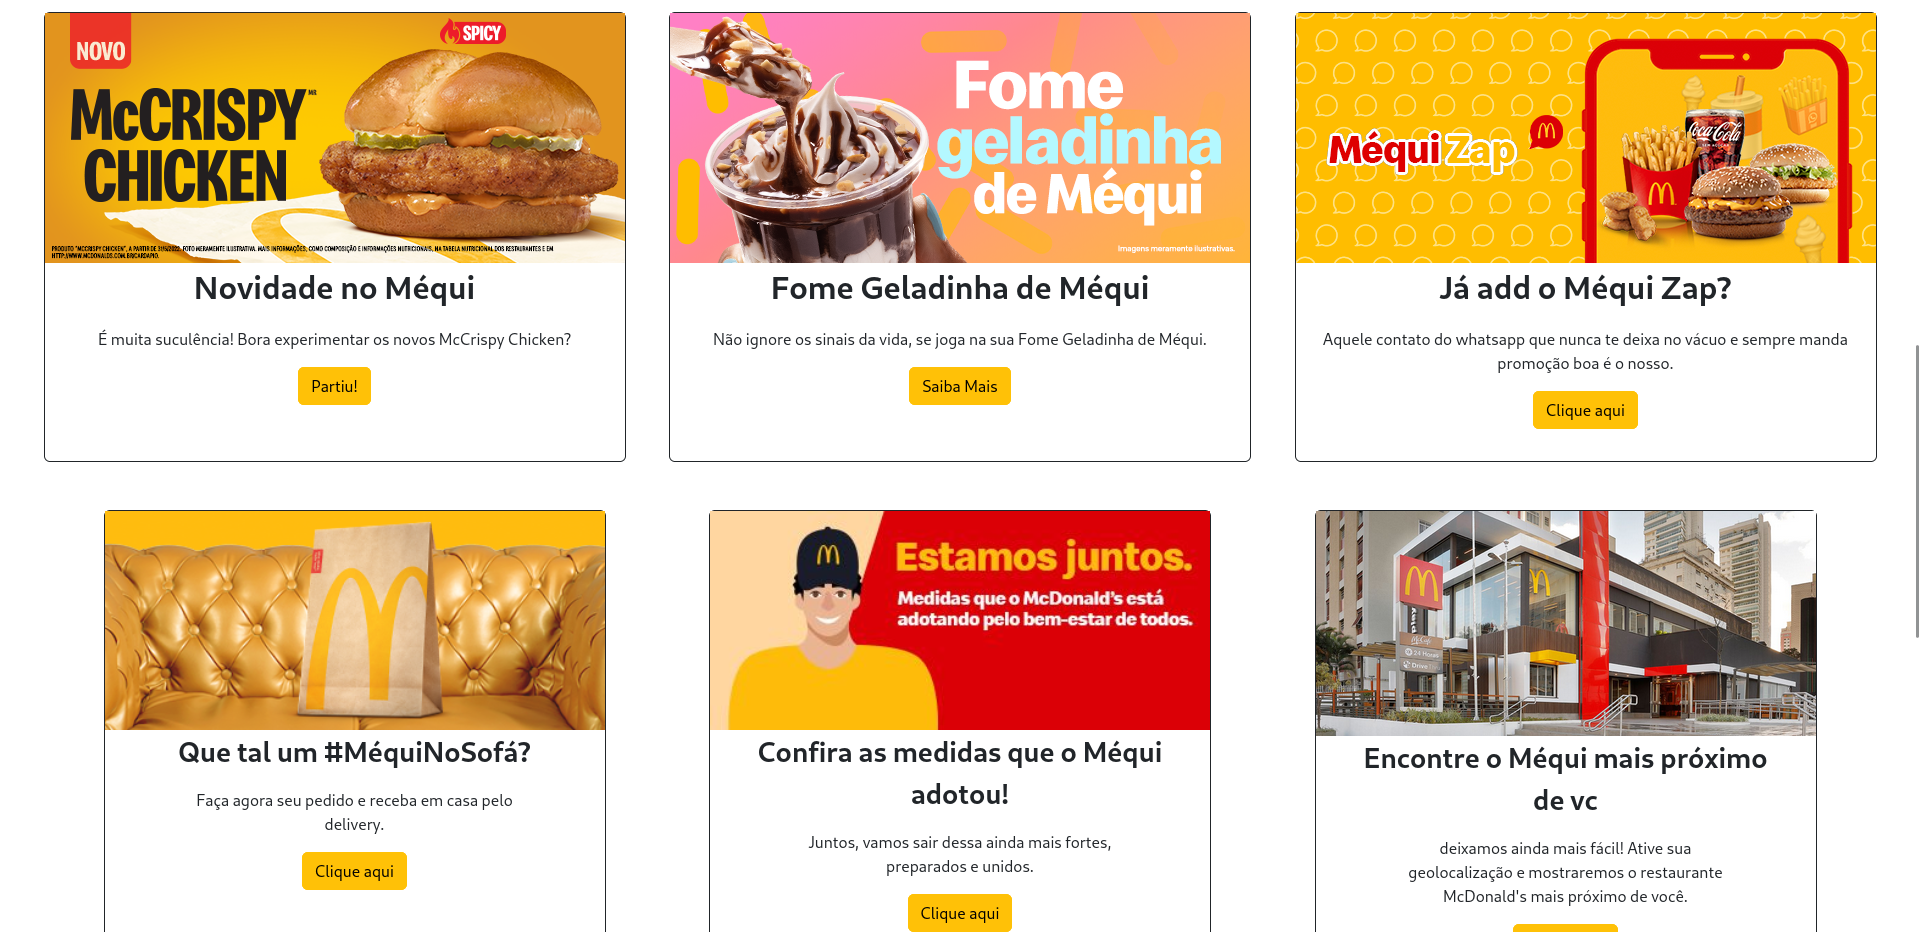 NOVO
SPICY
McCRISPY MR
CHICKEN
PRODUTO "MCCRISPY CHICKEN", A PARTIR DE 31/5/2022. FOTO MERAMENTE ILUSTRATIVA. MAIS INFORMAÇÕES, COMO COMPOSIÇÃO E INFORMAÇÕES NUTRICIONAIS, NA TABELA NUTRICIONAL DOS RESTAURANTES E EM
HTTP://WWW.MCDONALDS.COM.BR/CARDAPIO.
Novidade no Méqui
É muita suculência! Bora experimentar os novos McCrispy Chicken?
Partiu!
Fome
geladinha
de Méqui
Imagens meramente ilustrativas.
Fome Geladinha de Méqui
Não ignore os sinais da vida, se joga na sua Fome Geladinha de Méqui.
Saiba Mais
Méqui Zap
Coca-Cola
SEM AÇÚCAR
Já add o Méqui Zap?
Aquele contato do whatsapp que nunca te deixa no vácuo e sempre manda
promoção boa é o nosso.
Clique aqui
Que tal um #MéquiNoSofá?
Faça agora seu pedido e receba em casa pelo
delivery.
Clique aqui
Estamos juntos.
Medidas que o McDonald's está
adotando pelo bem-estar de todos.
Confira as medidas que o Méqui
adotou!
Juntos, vamos sair dessa ainda mais fortes,
preparados e unidos.
Clique aqui
McCafé
24 Horas
Drive
Encontre o Méqui mais próximo
de vc
deixamos ainda mais fácil! Ative sua
geolocalização e mostraremos o restaurante
McDonald's mais próximo de você.